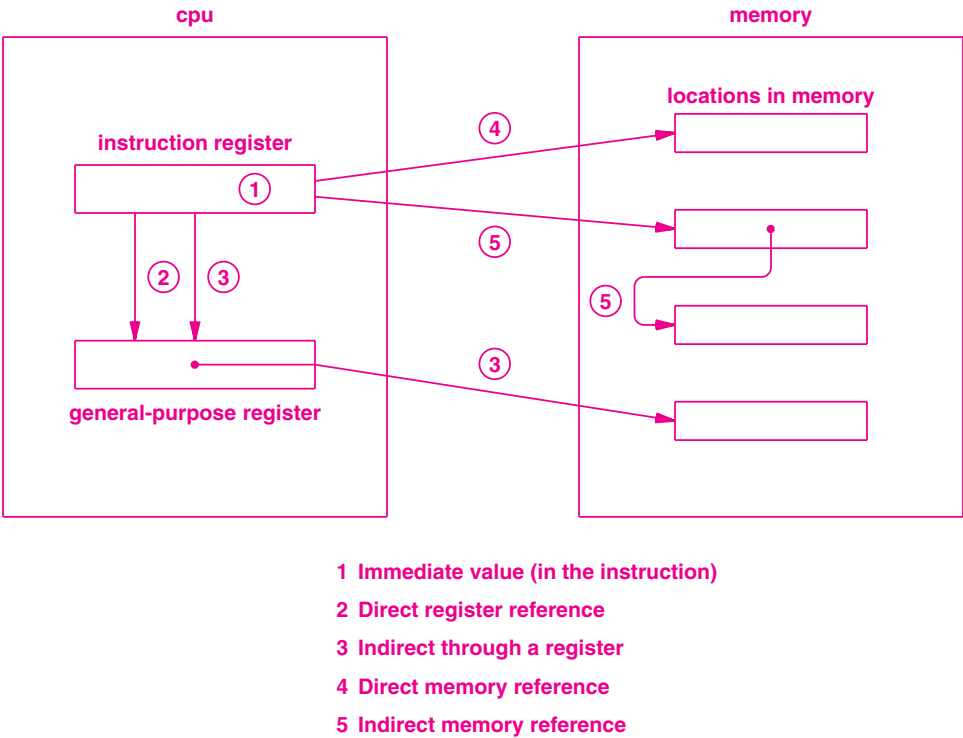 cpu
memory
locations in memory
4
instruction register
1
5
2
3
5
3
general-purpose register
1 Immediate value (in the instruction)
2 Direct register reference
3 Indirect through a register
4 Direct memory reference
5 Indirect memory reference